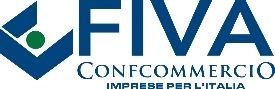 FIVA
CONFCOMMERCIO
IMPRESE PER L'ITALIA